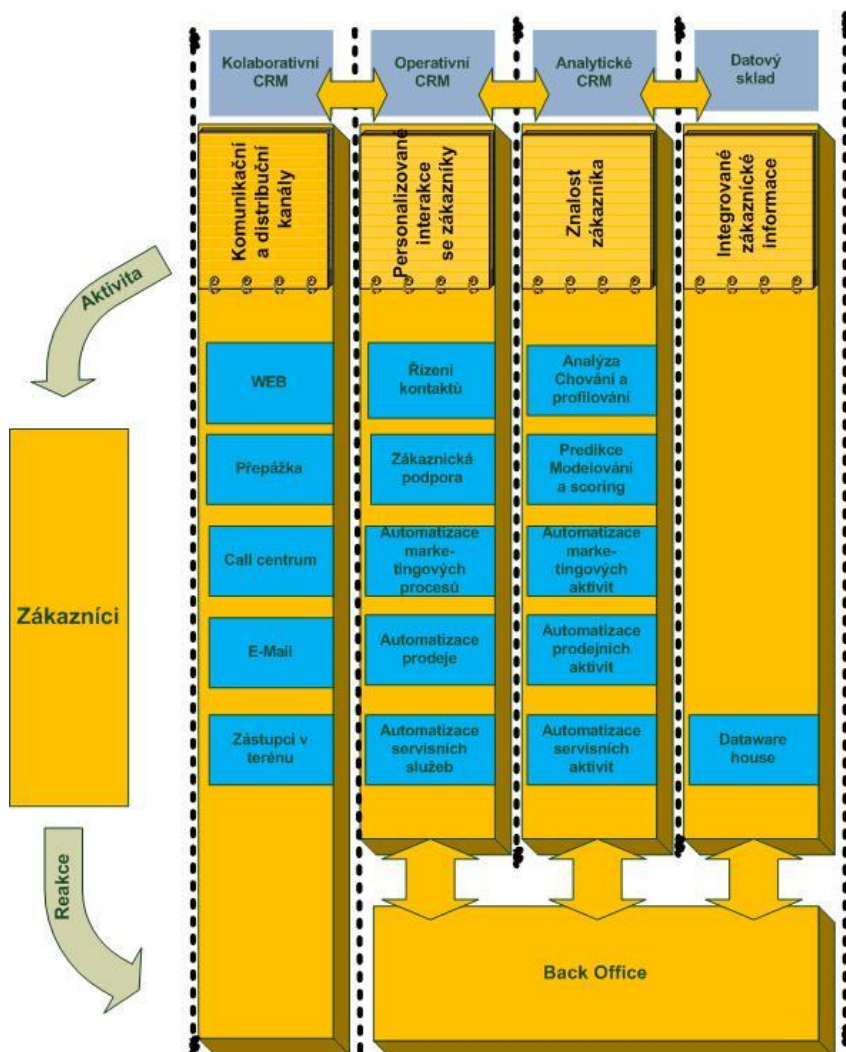 Kolaborativní
CRM
Operativní
CRM
Analytické
CRM
Datový
sklad
Komunikační
a distribuční
kanály
Personalizované
interakce
se zákazníky
Znalost
zákazníka
Integrované
zákaznické
informace
Aktivita
WEB
Řízení
kontaktů
Analýza
Chování a
profilování
Přepážka
Zákaznická
podpora
Predikce
Modelování
a scoring
Zákazníci
Call centrum
Automatizace
marke-
tingových
procesů
Automatizace
marke-
tingových
aktivit
E-Mail
Automatizace
prodeje
Automatizace
prodejních
aktivit
Zástupci v
terénu
Automatizace
servisních
služeb
Automatizace
servisních
aktivit
Dataware
house
Reakce
Back Office